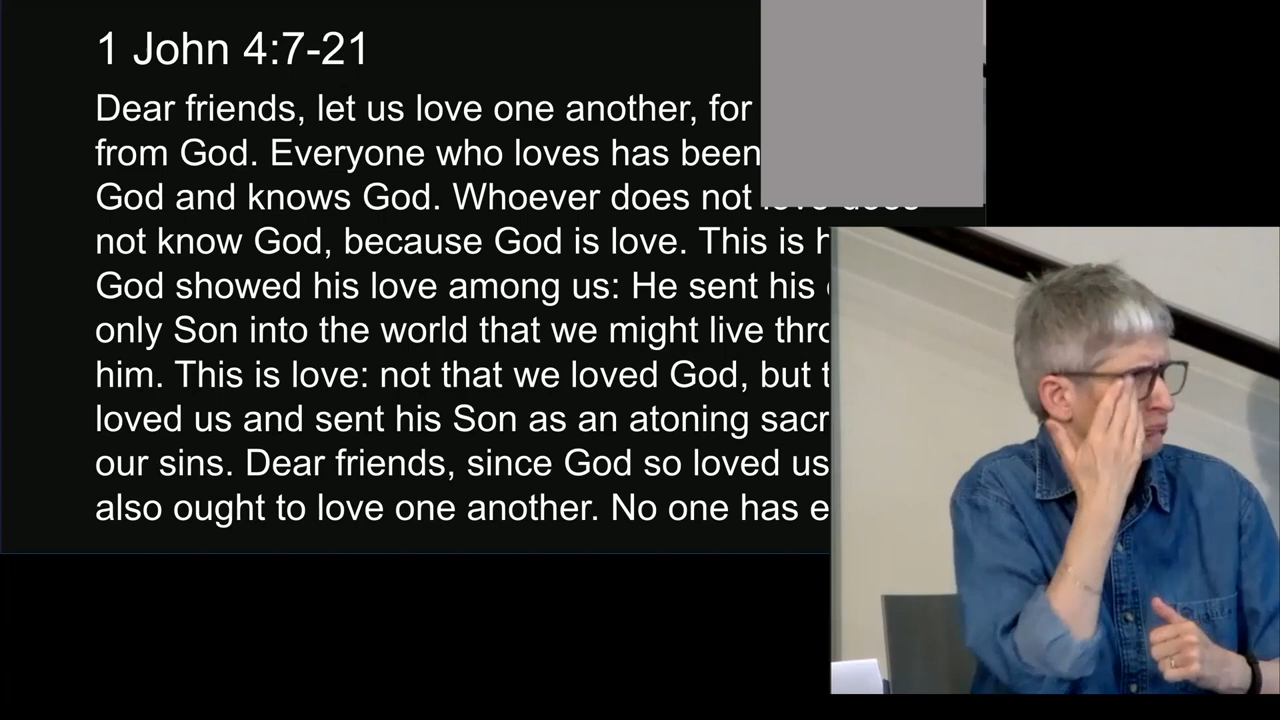 1 John 4:7-21
Dear friends, let us love one another, for
from God. Everyone who loves has been
God and knows God. Whoever does not love does
not know God, because God is love. This is h
God showed his love among us: He sent his
only Son into the world that we might live thro
him. This is love: not that we loved God, but t
loved us and sent his Son as an atoning sacr
our sins. Dear friends, since God so loved us
also ought to love one another. No one has e